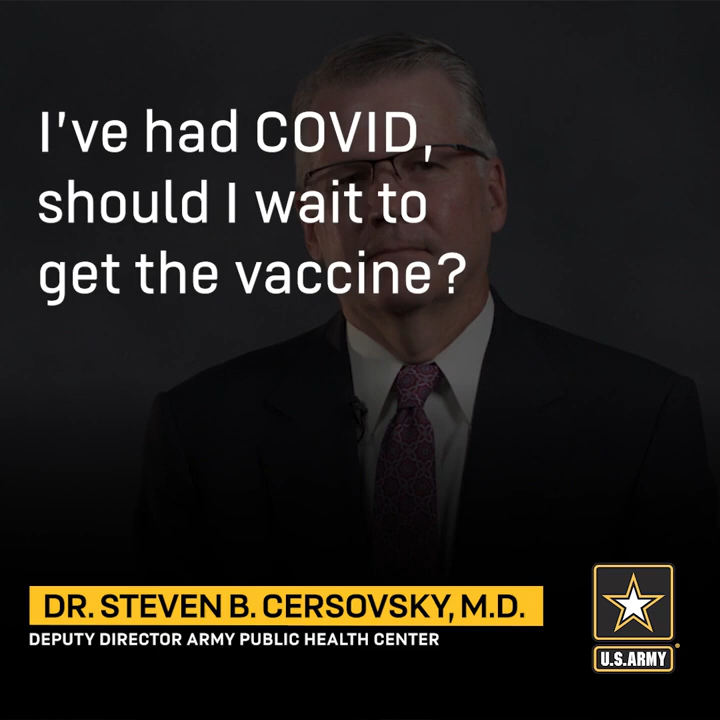 I've had COVID,
should I wait to
get the vaccine?
DR. STEVEN B. CERSOVSKY, M.D.
DEPUTY DIRECTOR ARMY PUBLIC HEALTH CENTER
U.S.ARMY